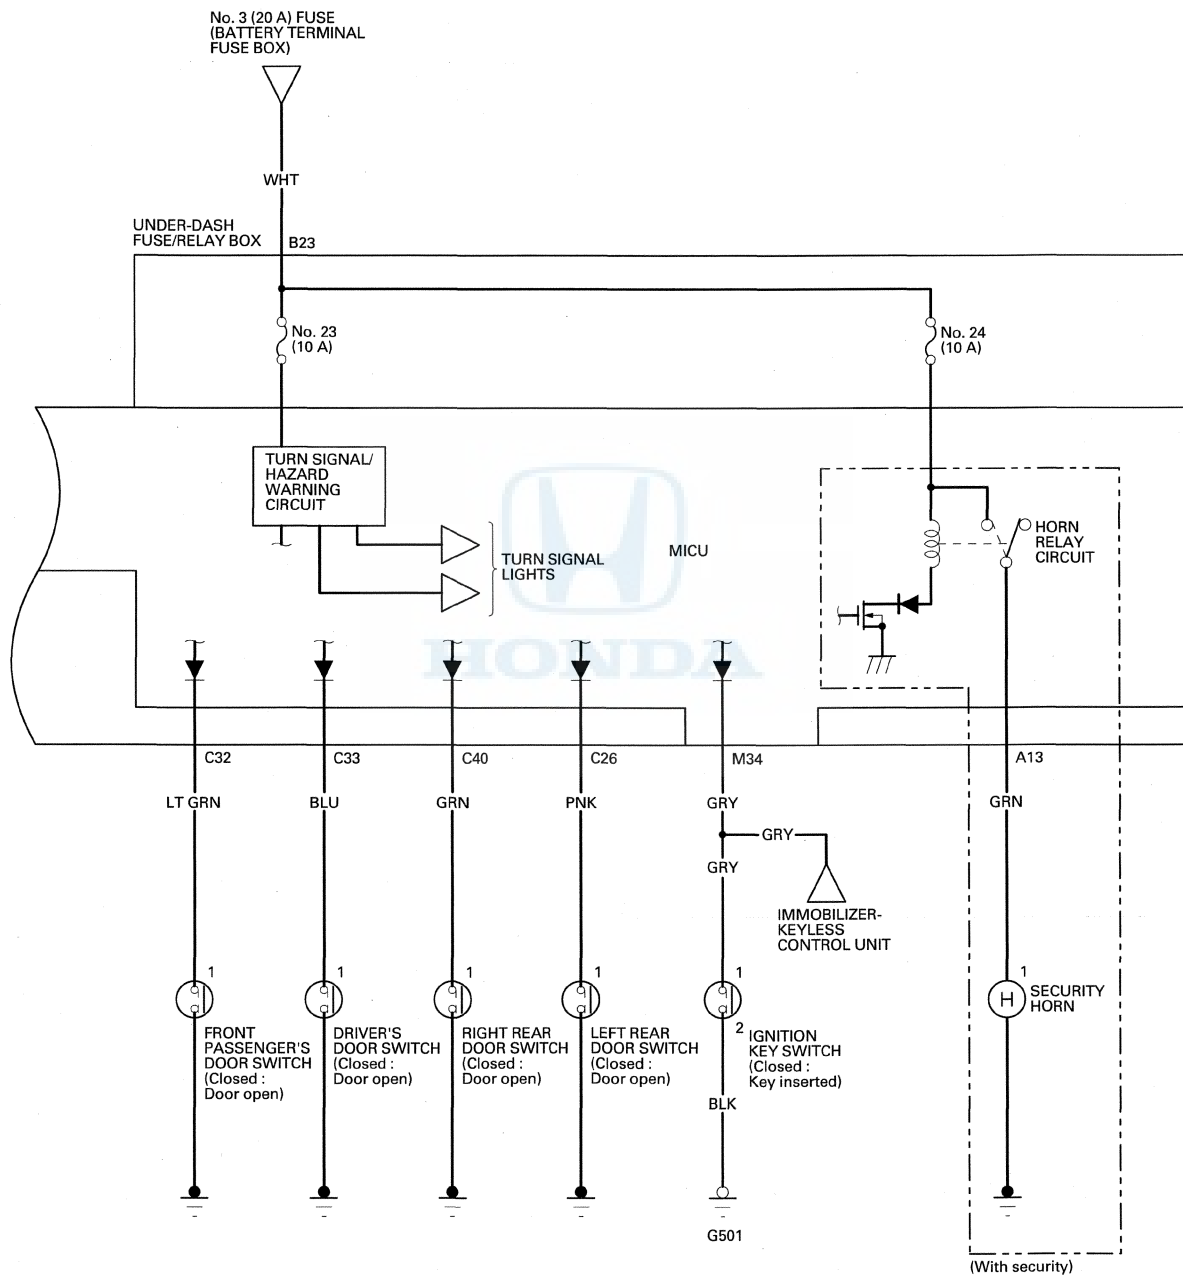 No. 3 (20 A) FUSE
(BATTERY TERMINAL
FUSE BOX)
WHT
UNDER-DASH
FUSE/RELAY BOX
B23
No. 23
(10 A)
No. 24
(10 A)
TURN SIGNAL/
HAZARD
WARNING
CIRCUIT
TURN SIGNAL
LIGHTS
MICU
HORN
RELAY
CIRCUIT
HONDA
C32
C33
C40
C26
M34
A13
LT GRN
BLU
GRN
PNK
GRY
GRN
GRY
GRY
IMMOBILIZER-
KEYLESS
CONTROL UNIT
1
1
1
1
1
1
H
SECURITY
HORN
FRONT
PASSENGER'S
DOOR SWITCH
(Closed :
Door open)
DRIVER'S
DOOR SWITCH
(Closed :
Door open)
RIGHT REAR
DOOR SWITCH
(Closed :
Door open)
LEFT REAR
DOOR SWITCH
(Closed :
Door open)
2
IGNITION
KEY SWITCH
(Closed :
Key inserted)
BLK
G501
(With security)